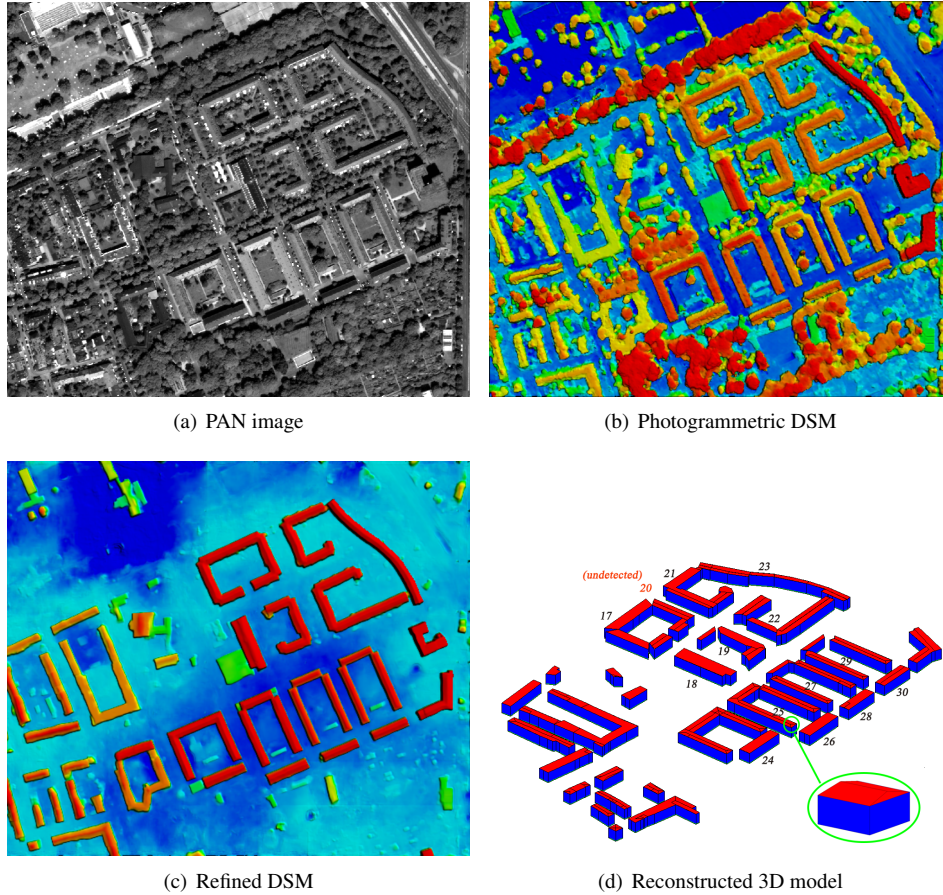 (a) PAN image
(b) Photogrammetric DSM
(undetected)
20
21
23
17
22
19
18
29
27
30
25
28
26
24
(c) Refined DSM
(d) Reconstructed 3D model